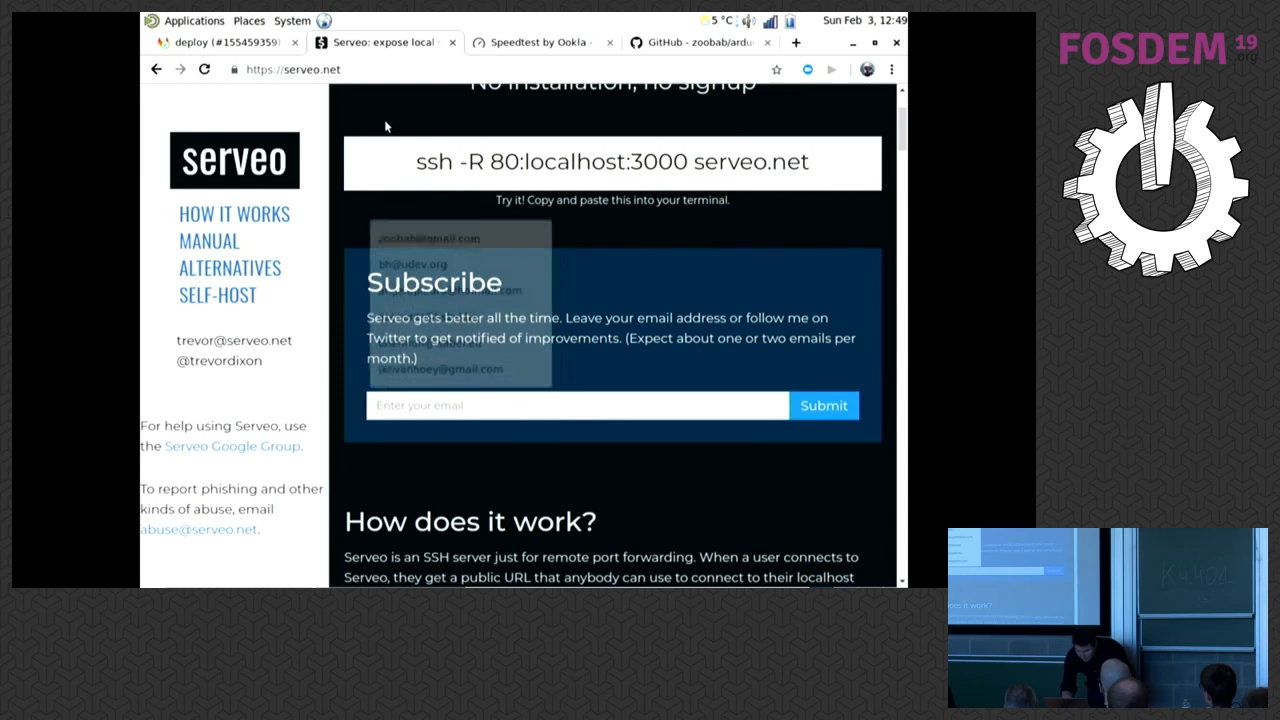 Applications Places System
5 °C
Sun Feb 3, 12:49
deploy (#155459359)
Serveo: expose local
Speedtest by Ookla -
GitHub - zoobab/ardu
https://serveo.net
FOSDEM 19
.org
No installation, no signup
serveo
HOW IT WORKS
MANUAL
ALTERNATIVES
SELF-HOST
trevor@serveo.net
@trevordixon
For help using Serveo, use
the Serveo Google Group.
To report phishing and other
kinds of abuse, email
abuse@serveo.net.
ssh -R 80:localhost:3000 serveo.net
Try it! Copy and paste this into your terminal.
bh@udev.org
Subscribe
Serveo gets better all the time. Leave your email address or follow me on
Twitter to get notified of improvements. (Expect about one or two emails per
month.)
Enter your email
Submit
How does it work?
Serveo is an SSH server just for remote port forwarding. When a user connects to
Serveo, they get a public URL that anybody can use to connect to their localhost